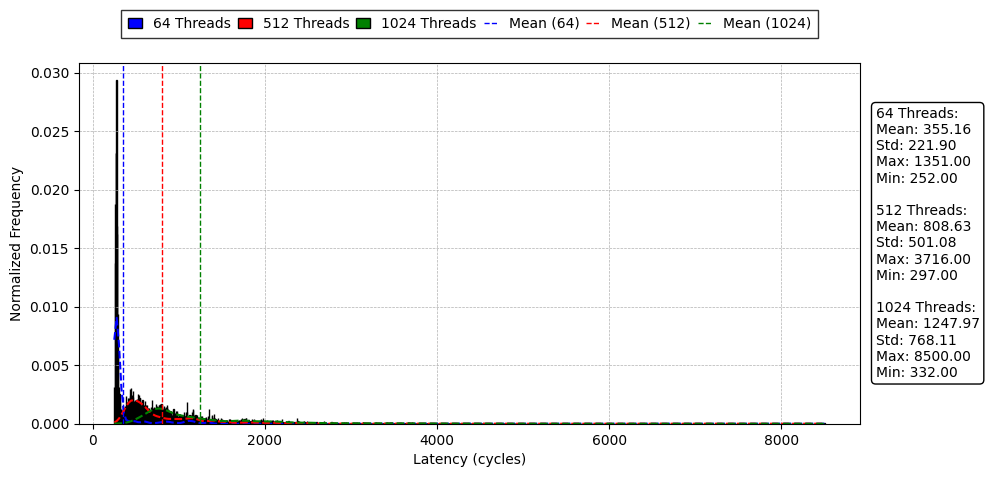 64 Threads 512 Threads 1024 Threads Mean (64) Mean (512) Mean (1024)
0.030
0.025
0.020
0.015
0.010
0.005
0.000
Normalized Frequency
0 2000 4000 6000 8000
Latency (cycles)
64 Threads:
Mean: 355.16
Std: 221.90
Max: 1351.00
Min: 252.00
512 Threads:
Mean: 808.63
Std: 501.08
Max: 3716.00
Min: 297.00
1024 Threads:
Mean: 1247.97
Std: 768.11
Max: 8500.00
Min: 332.00